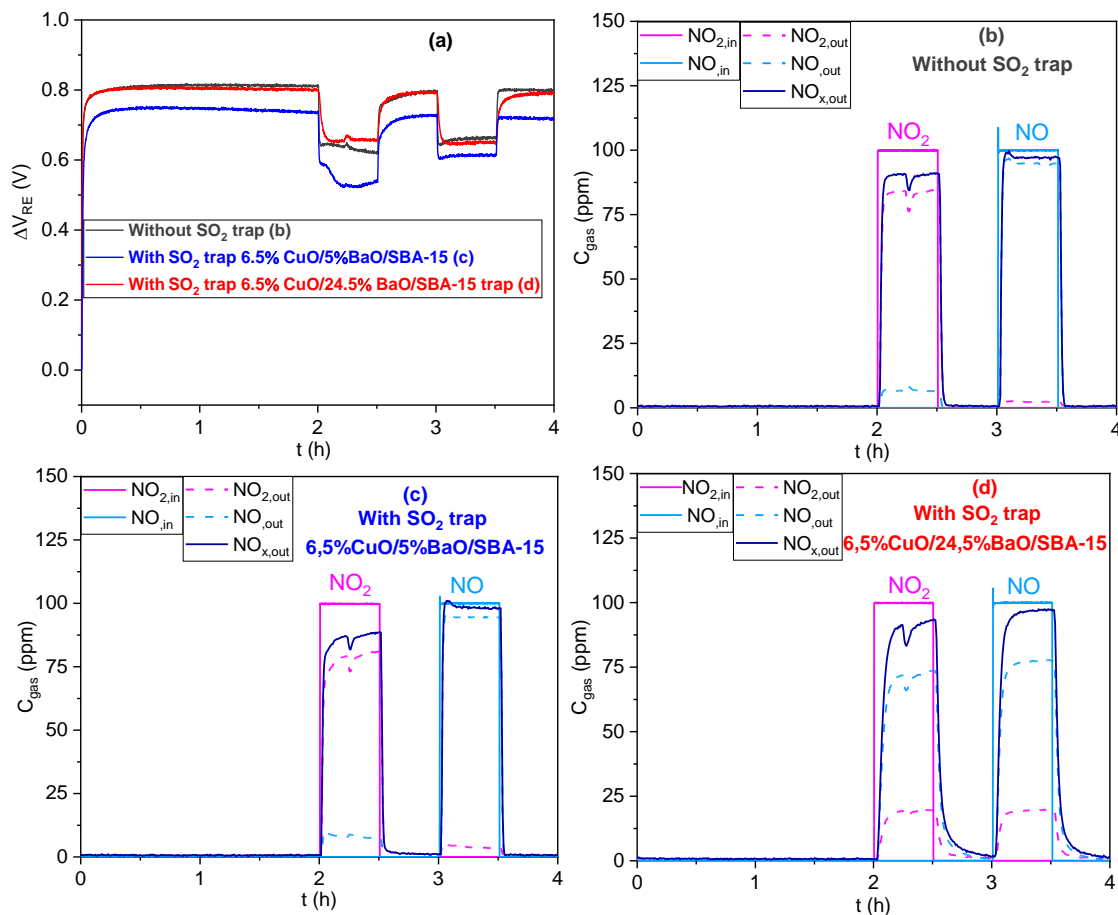 (a)
1.0
0.8
0.6
0.4
0.2
0.0
ΔV_RE (V)
Without SO₂ trap (b)
With SO₂ trap 6.5% CuO/5%BaO/SBA-15 (c)
With SO₂ trap 6.5% CuO/24.5% BaO/SBA-15 trap (d)
0 1 2 3 4
t (h)
NO₂,in
NO,in
NO₂,out
NO,out
NOx,out
(b)
Without SO₂ trap
NO₂ NO
150
125
100
75
50
25
0
C_gas (ppm)
0 1 2 3 4
t (h)
NO₂,in
NO,in
NO₂,out
NO,out
NOx,out
(c)
With SO₂ trap
6,5%CuO/5%BaO/SBA-15
NO₂ NO
150
125
100
75
50
25
0
C_gas (ppm)
0 1 2 3 4
t (h)
NO₂,in
NO,in
NO₂,out
NO,out
NOx,out
(d)
With SO₂ trap
6,5%CuO/24,5%BaO/SBA-15
NO₂ NO
150
125
100
75
50
25
0
C_gas (ppm)
0 1 2 3 4
t (h)